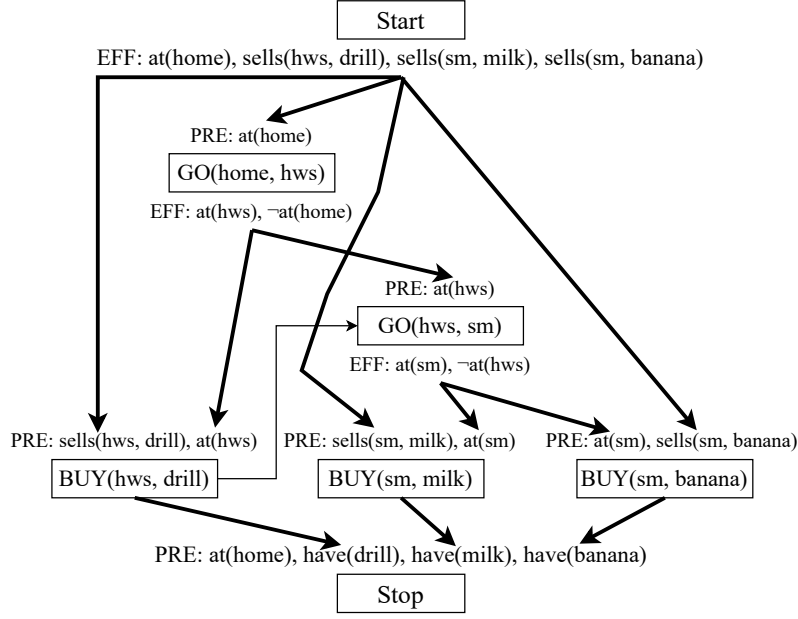 Start
EFF: at(home), sells(hws, drill), sells(sm, milk), sells(sm, banana)
PRE: at(home)
GO(home, hws)
EFF: at(hws), ¬at(home)
PRE: at(hws)
GO(hws, sm)
EFF: at(sm), ¬at(hws)
PRE: sells(hws, drill), at(hws)
BUY(hws, drill)
PRE: sells(sm, milk), at(sm)
BUY(sm, milk)
PRE: at(sm), sells(sm, banana)
BUY(sm, banana)
PRE: at(home), have(drill), have(milk), have(banana)
Stop